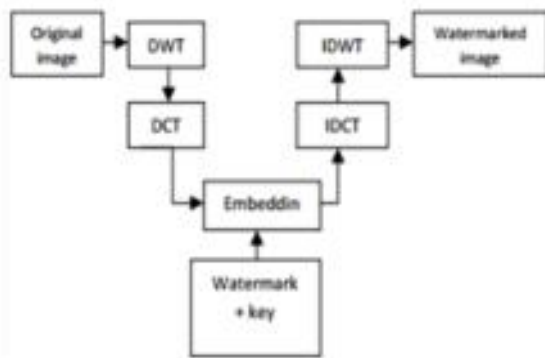 Original
image
DWT
IDWT
Watermarked
image
DCT
IDCT
Embeddin
Watermark
+ key